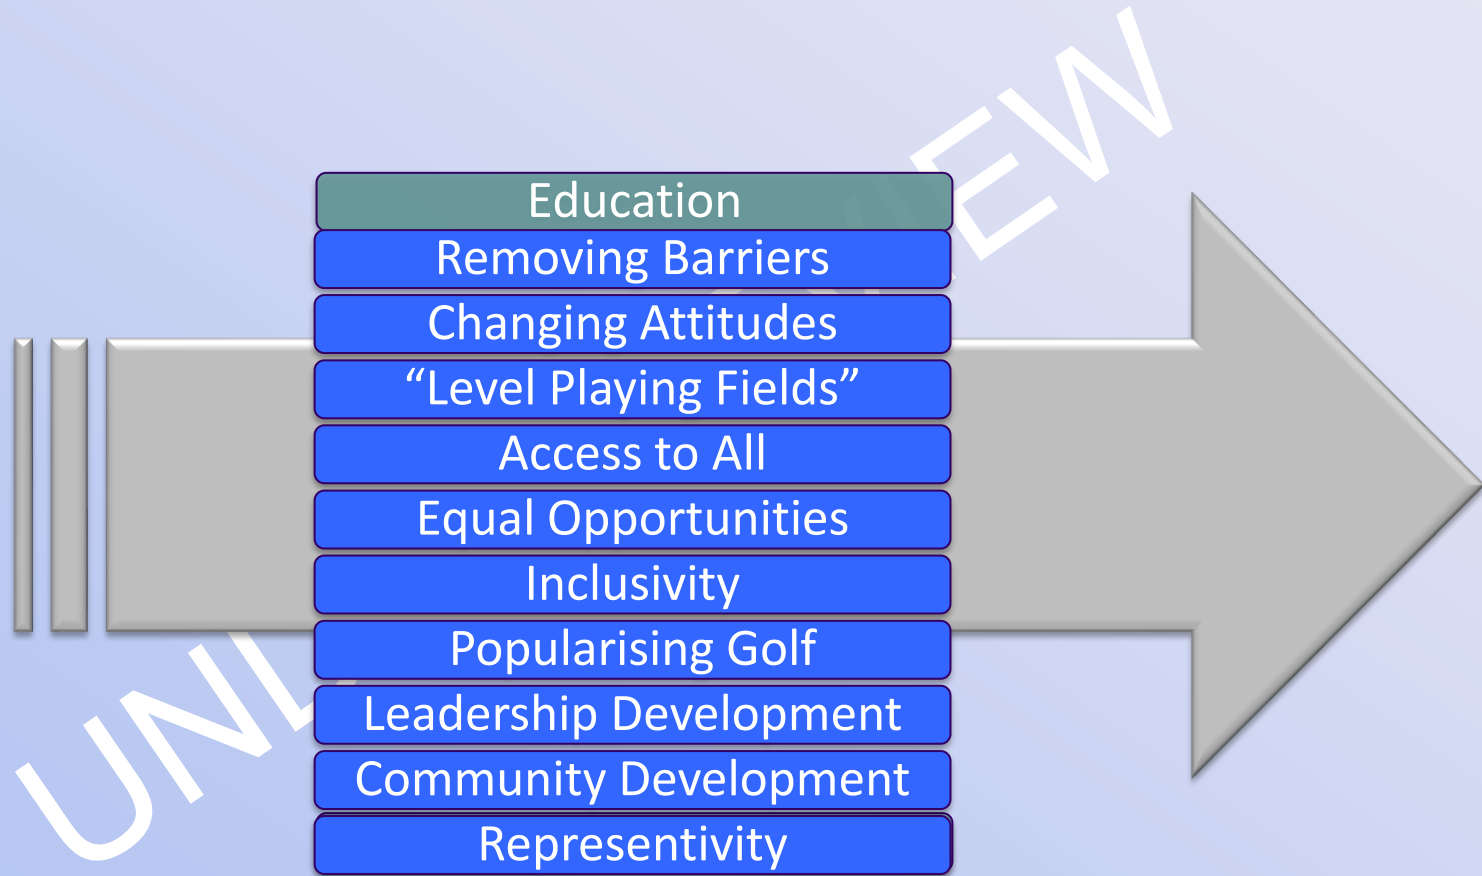 Education
Removing Barriers
Changing Attitudes
“Level Playing Fields”
Access to All
Equal Opportunities
Inclusivity
Popularising Golf
Leadership Development
Community Development
Representivity